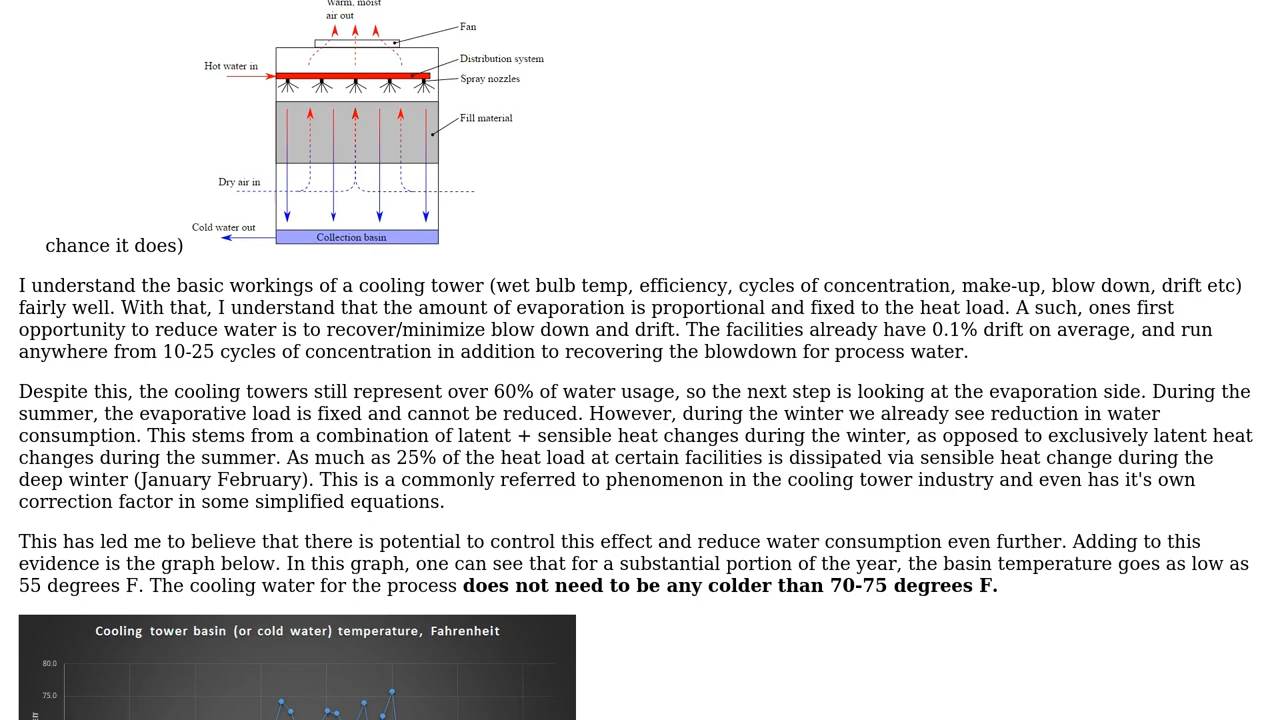 Warm, moist
air out
Fan
Hot water in
Distribution system
Spray nozzles
Fill material
Dry air in
Cold water out
Collection basin
chance it does)
I understand the basic workings of a cooling tower (wet bulb temp, efficiency, cycles of concentration, make-up, blow down, drift etc)
fairly well. With that, I understand that the amount of evaporation is proportional and fixed to the heat load. A such, ones first
opportunity to reduce water is to recover/minimize blow down and drift. The facilities already have 0.1% drift on average, and run
anywhere from 10-25 cycles of concentration in addition to recovering the blowdown for process water.
Despite this, the cooling towers still represent over 60% of water usage, so the next step is looking at the evaporation side. During the
summer, the evaporative load is fixed and cannot be reduced. However, during the winter we already see reduction in water
consumption. This stems from a combination of latent + sensible heat changes during the winter, as opposed to exclusively latent heat
changes during the summer. As much as 25% of the heat load at certain facilities is dissipated via sensible heat change during the
deep winter (January February). This is a commonly referred to phenomenon in the cooling tower industry and even has it's own
correction factor in some simplified equations.
This has led me to believe that there is potential to control this effect and reduce water consumption even further. Adding to this
evidence is the graph below. In this graph, one can see that for a substantial portion of the year, the basin temperature goes as low as
55 degrees F. The cooling water for the process does not need to be any colder than 70-75 degrees F.
Cooling tower basin (or cold water) temperature, Fahrenheit
80.0
75.0